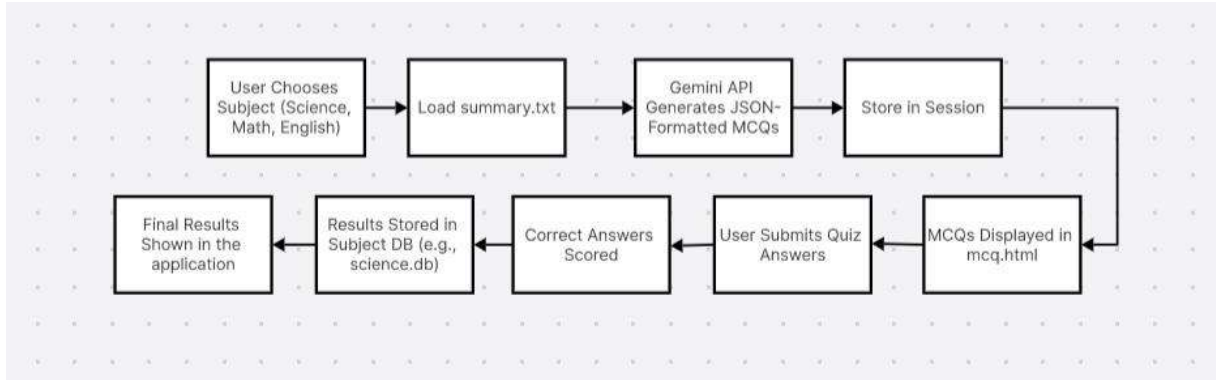 User Chooses
Subject (Science,
Math, English)
Load summary.txt
Gemini API
Generates JSON-
Formatted MCQs
Store in Session
MCQs Displayed in
mcq.html
User Submits Quiz
Answers
Correct Answers
Scored
Results Stored in
Subject DB (e.g.,
science.db)
Final Results
Shown in the
application